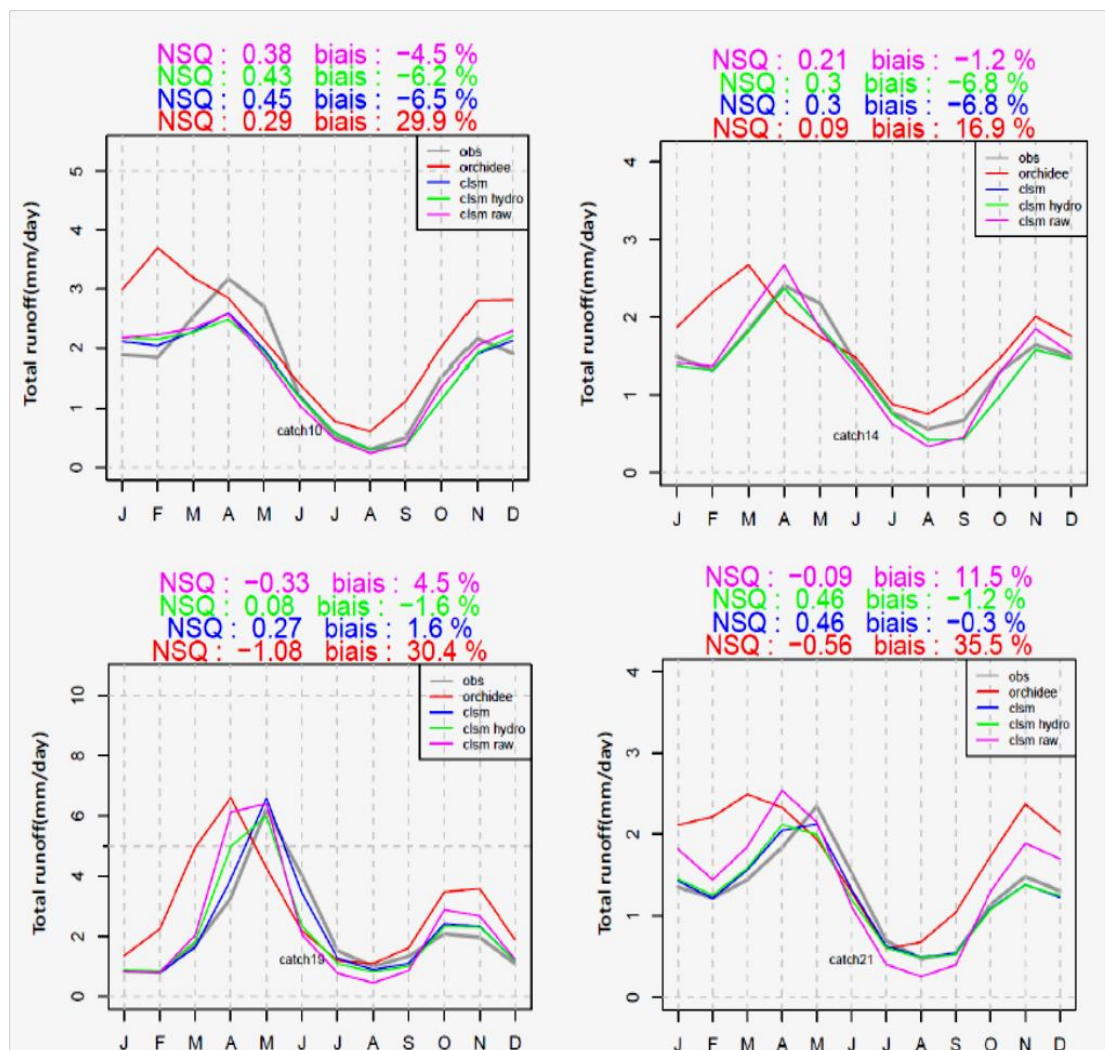 NSQ : 0.38 biais : −4.5 %
NSQ : 0.43 biais : −6.2 %
NSQ : 0.45 biais : −6.5 %
NSQ : 0.29 biais : 29.9 %
obs
orchidee
clsm
clsm hydro
clsm raw
Total runoff(mm/day)
5
4
3
2
1
0
catch10
J F M A M J J A S O N D
NSQ : 0.21 biais : −1.2 %
NSQ : 0.3 biais : −6.8 %
NSQ : 0.3 biais : −6.8 %
NSQ : 0.09 biais : 16.9 %
obs
orchidee
clsm
clsm hydro
clsm raw
Total runoff(mm/day)
4
3
2
1
0
catch14
J F M A M J J A S O N D
NSQ : −0.33 biais : 4.5 %
NSQ : 0.08 biais : −1.6 %
NSQ : 0.27 biais : 1.6 %
NSQ : −1.08 biais : 30.4 %
obs
orchidee
clsm
clsm hydro
clsm raw
Total runoff(mm/day)
10
8
6
4
2
0
catch19
J F M A M J J A S O N D
NSQ : −0.09 biais : 11.5 %
NSQ : 0.46 biais : −1.2 %
NSQ : 0.46 biais : −0.3 %
NSQ : −0.56 biais : 35.5 %
obs
orchidee
clsm
clsm hydro
clsm raw
Total runoff(mm/day)
4
3
2
1
0
catch21
J F M A M J J A S O N D